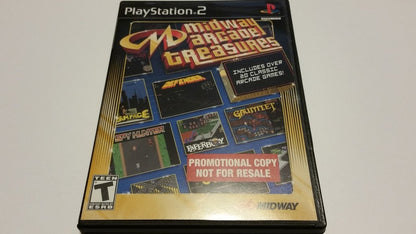 PlayStation 2
MIDWAY
ARCADE
TREASURES
INCLUDES OVER
20 CLASSIC
ARCADE GAMES!
DEFENDER
RAMPAGE
GAUNTLET
SPY HUNTER
PAPERBOY
PROMOTIONAL COPY
NOT FOR RESALE
TEEN
T
ESRB
MIDWAY